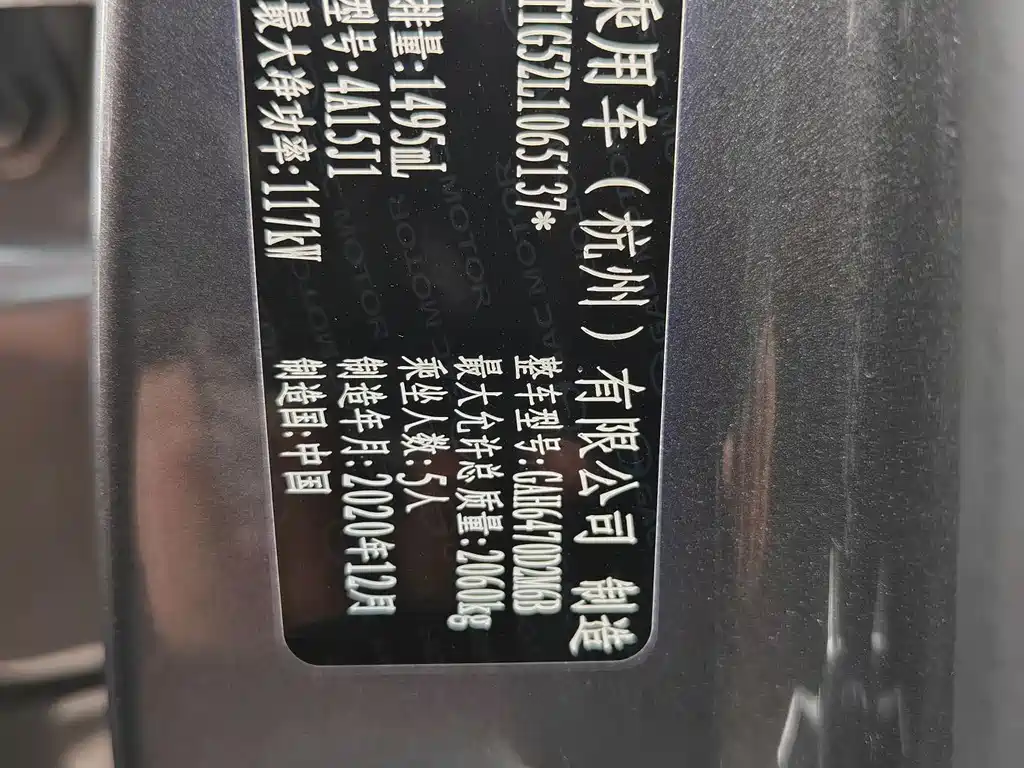 乘用车（杭州）有限公司 制造
T1G52L1065137*
整车型号:GAH6470D2M6B
排量:1495mL 最大允许总质量:2060kg
型号:4A15J1 乘坐人数:5人
最大净功率:117kW 制造年月:2020年12月
制造国:中国